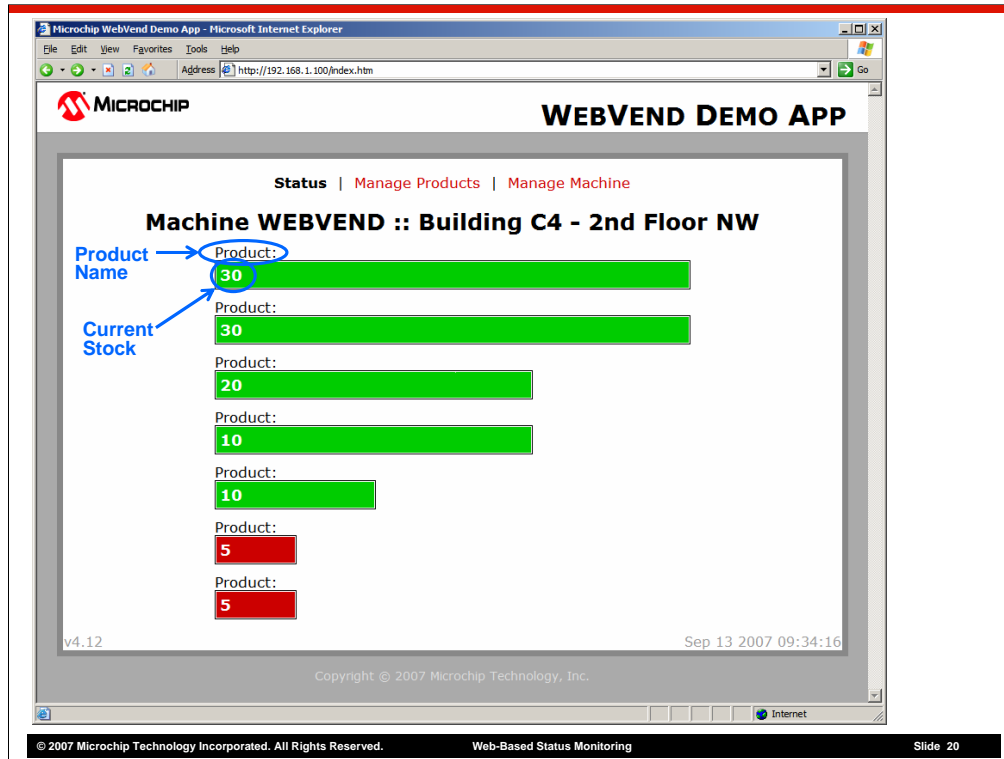 Microchip WebVend Demo App - Microsoft Internet Explorer
File Edit View Favorites Tools Help
Address http://192.168.1.100/index.htm Go
MICROCHIP
WEBVEND DEMO APP
Status | Manage Products | Manage Machine
Machine WEBVEND :: Building C4 - 2nd Floor NW
Product Name
Product:
30
Current Stock
Product:
30
Product:
20
Product:
10
Product:
10
Product:
5
Product:
5
v4.12 Sep 13 2007 09:34:16
Copyright © 2007 Microchip Technology, Inc.
Internet
© 2007 Microchip Technology Incorporated. All Rights Reserved. Web-Based Status Monitoring Slide 20